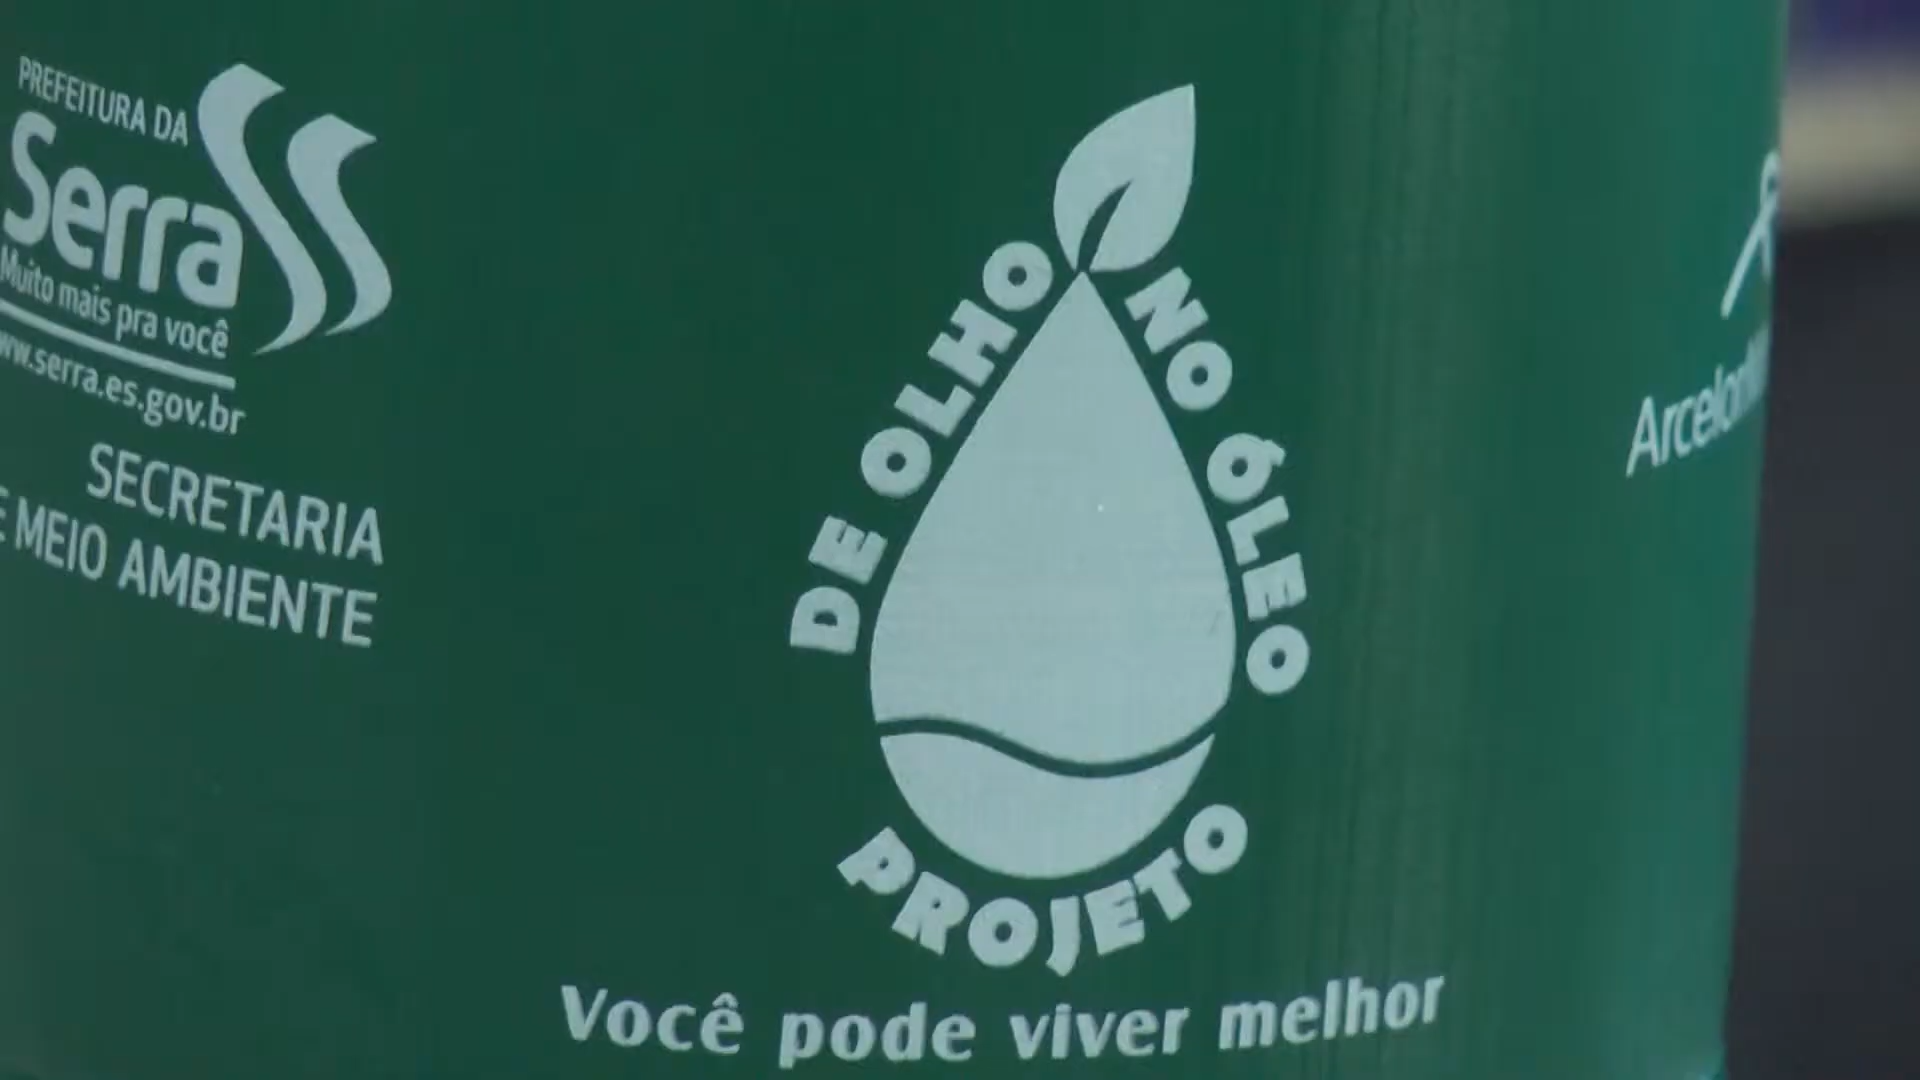 PREFEITURA DA
Serra
Muito mais pra você
ww.serra.es.gov.br
SECRETARIA
E MEIO AMBIENTE
DE OLHO NO ÓLEO
PROJETO
Você pode viver melhor